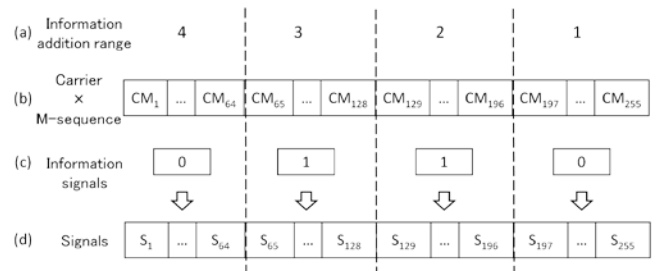 (a) Information addition range 4 3 2 1
(b) Carrier × M-sequence CM₁ ... CM₆₄ CM₆₅ ... CM₁₂₈ CM₁₂₉ ... CM₁₉₆ CM₁₉₇ ... CM₂₅₅
(c) Information signals 0 1 1 0
(d) Signals S₁ ... S₆₄ S₆₅ ... S₁₂₈ S₁₂₉ ... S₁₉₆ S₁₉₇ ... S₂₅₅